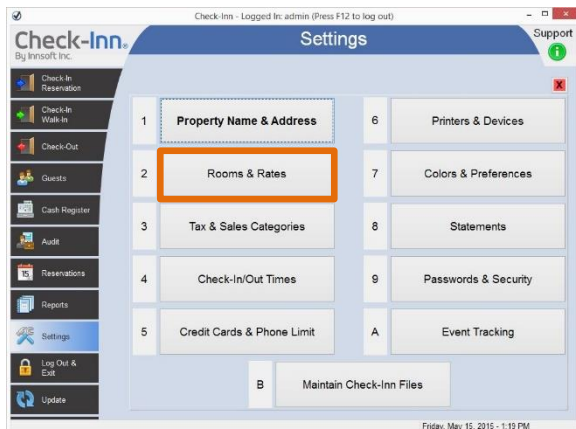 Check-Inn - Logged In: admin (Press F12 to log out)
Check-Inn®
By Innsoft Inc.
Settings
Support
Check-In
Reservation
Check-In
Walk-In
Check-Out
Guests
Cash Register
Audit
15
Reservations
Reports
Settings
Log Out &
Exit
Update
X
1 Property Name & Address
2 Rooms & Rates
3 Tax & Sales Categories
4 Check-In/Out Times
5 Credit Cards & Phone Limit
6 Printers & Devices
7 Colors & Preferences
8 Statements
9 Passwords & Security
A Event Tracking
B Maintain Check-Inn Files
Friday, May 15, 2015 - 1:19 PM